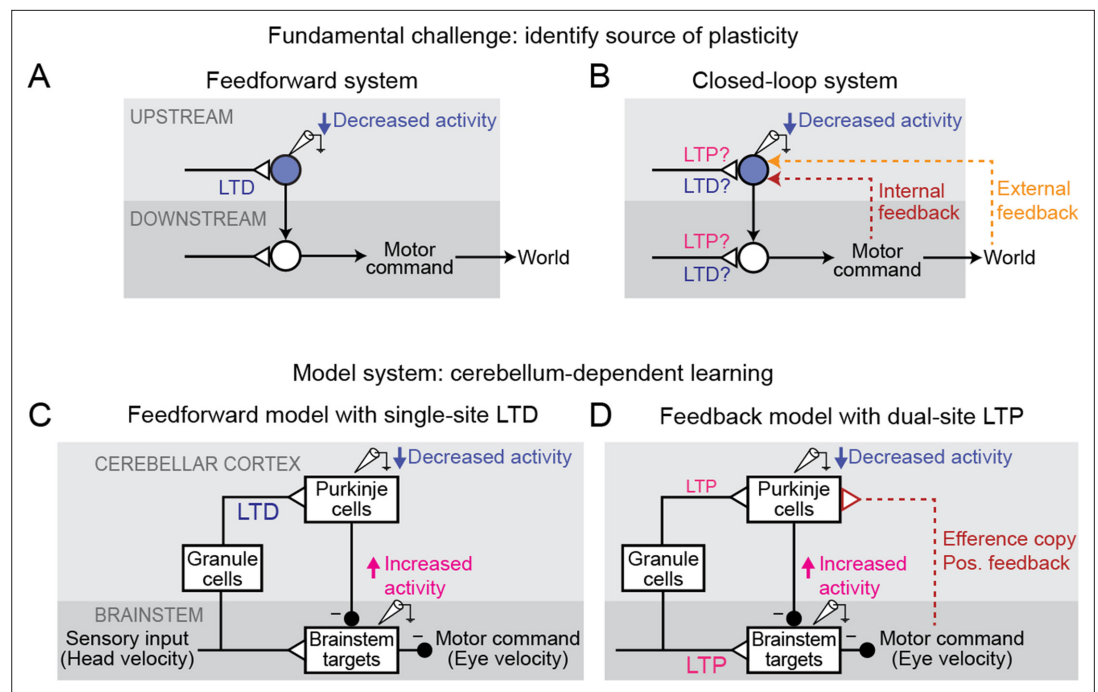 Fundamental challenge: identify source of plasticity
A
Feedforward system
UPSTREAM
Decreased activity
LTD
DOWNSTREAM
Motor
command
World
B
Closed-loop system
Decreased activity
LTP?
LTD?
Internal
feedback
External
feedback
LTP?
LTD?
Motor
command
World
Model system: cerebellum-dependent learning
C
Feedforward model with single-site LTD
CEREBELLAR CORTEX
Decreased activity
Purkinje
cells
LTD
Granule
cells
Increased
activity
BRAINSTEM
Sensory input
(Head velocity)
–
Brainstem
targets
–
Motor command
(Eye velocity)
D
Feedback model with dual-site LTP
Decreased activity
LTP
Purkinje
cells
Granule
cells
Increased
activity
Efference copy
Pos. feedback
–
Brainstem
targets
–
Motor command
(Eye velocity)
LTP